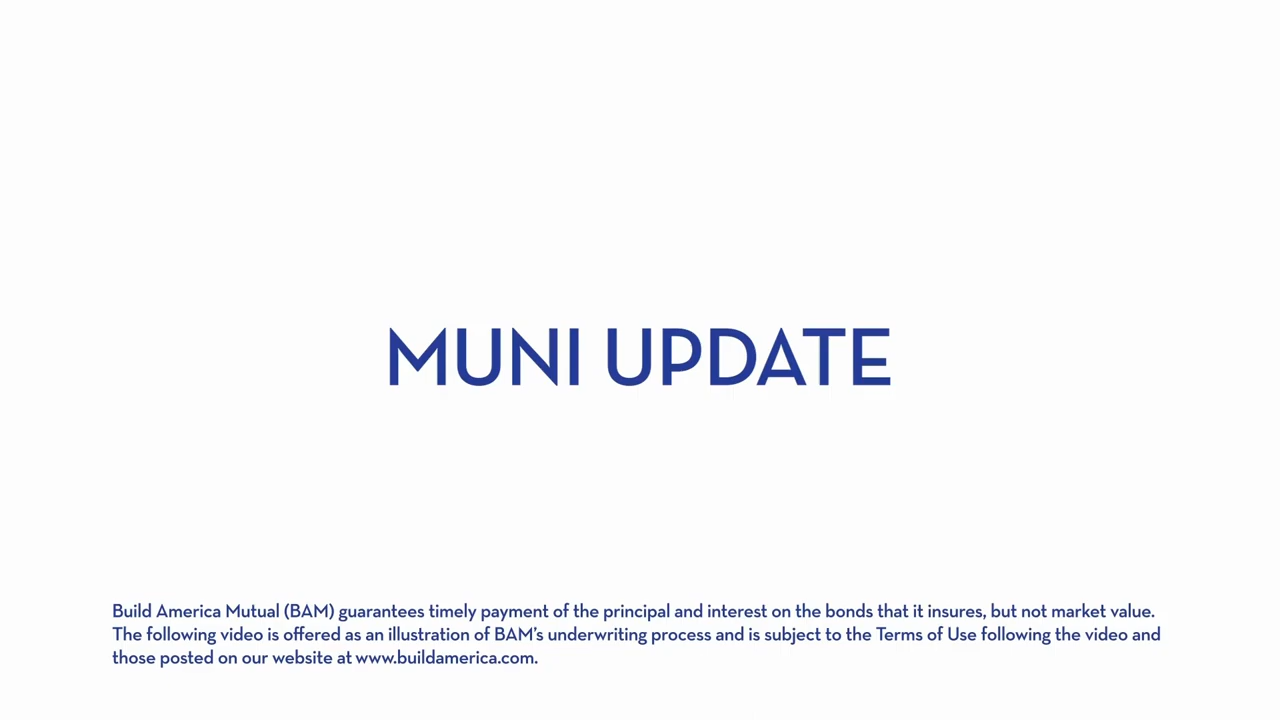 MUNI UPDATE
Build America Mutual (BAM) guarantees timely payment of the principal and interest on the bonds that it insures, but not market value.
The following video is offered as an illustration of BAM’s underwriting process and is subject to the Terms of Use following the video and
those posted on our website at www.buildamerica.com.